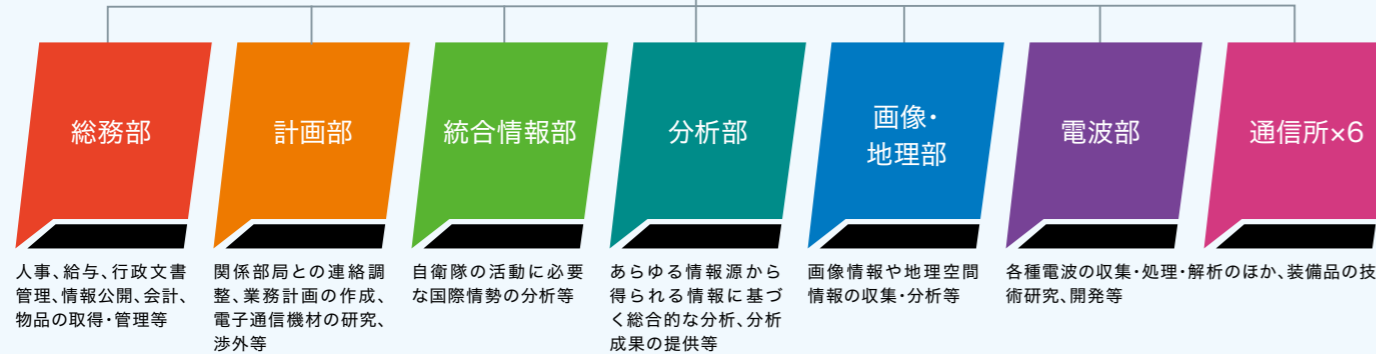 総務部
計画部
統合情報部
分析部
画像・
地理部
電波部
通信所×6
人事、給与、行政文書
管理、情報公開、会計、
物品の取得・管理等
関係部局との連絡調
整、業務計画の作成、
電子通信機材の研究、
渉外等
自衛隊の活動に必要
な国際情勢の分析等
あらゆる情報源から
得られる情報に基づ
く総合的な分析、分析
成果の提供等
画像情報や地理空間
情報の収集・分析等
各種電波の収集・処理・解析のほか、装備品の技
術研究、開発等